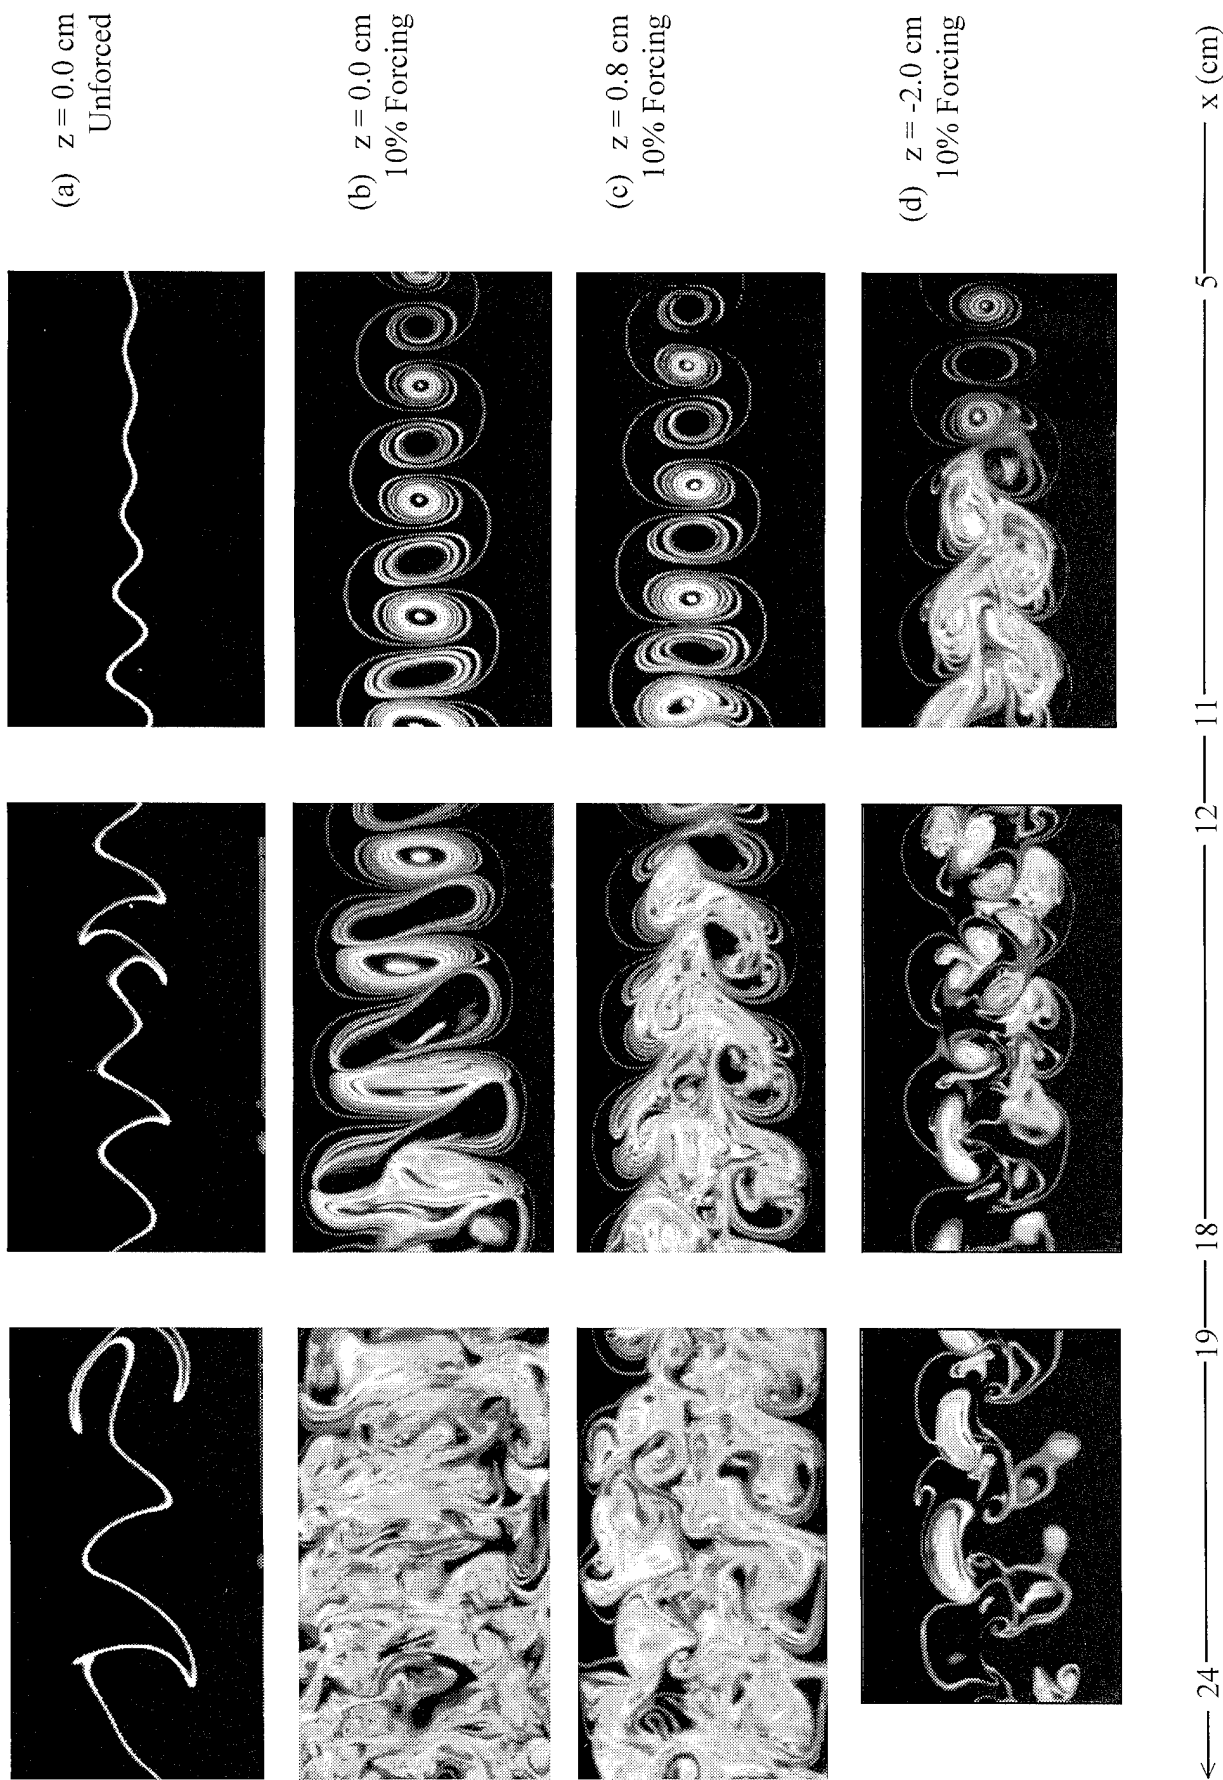 (a) z = 0.0 cm
Unforced
(b) z = 0.0 cm
10% Forcing
(c) z = 0.8 cm
10% Forcing
(d) z = -2.0 cm
10% Forcing
24 19 18 12 11 5 x (cm)